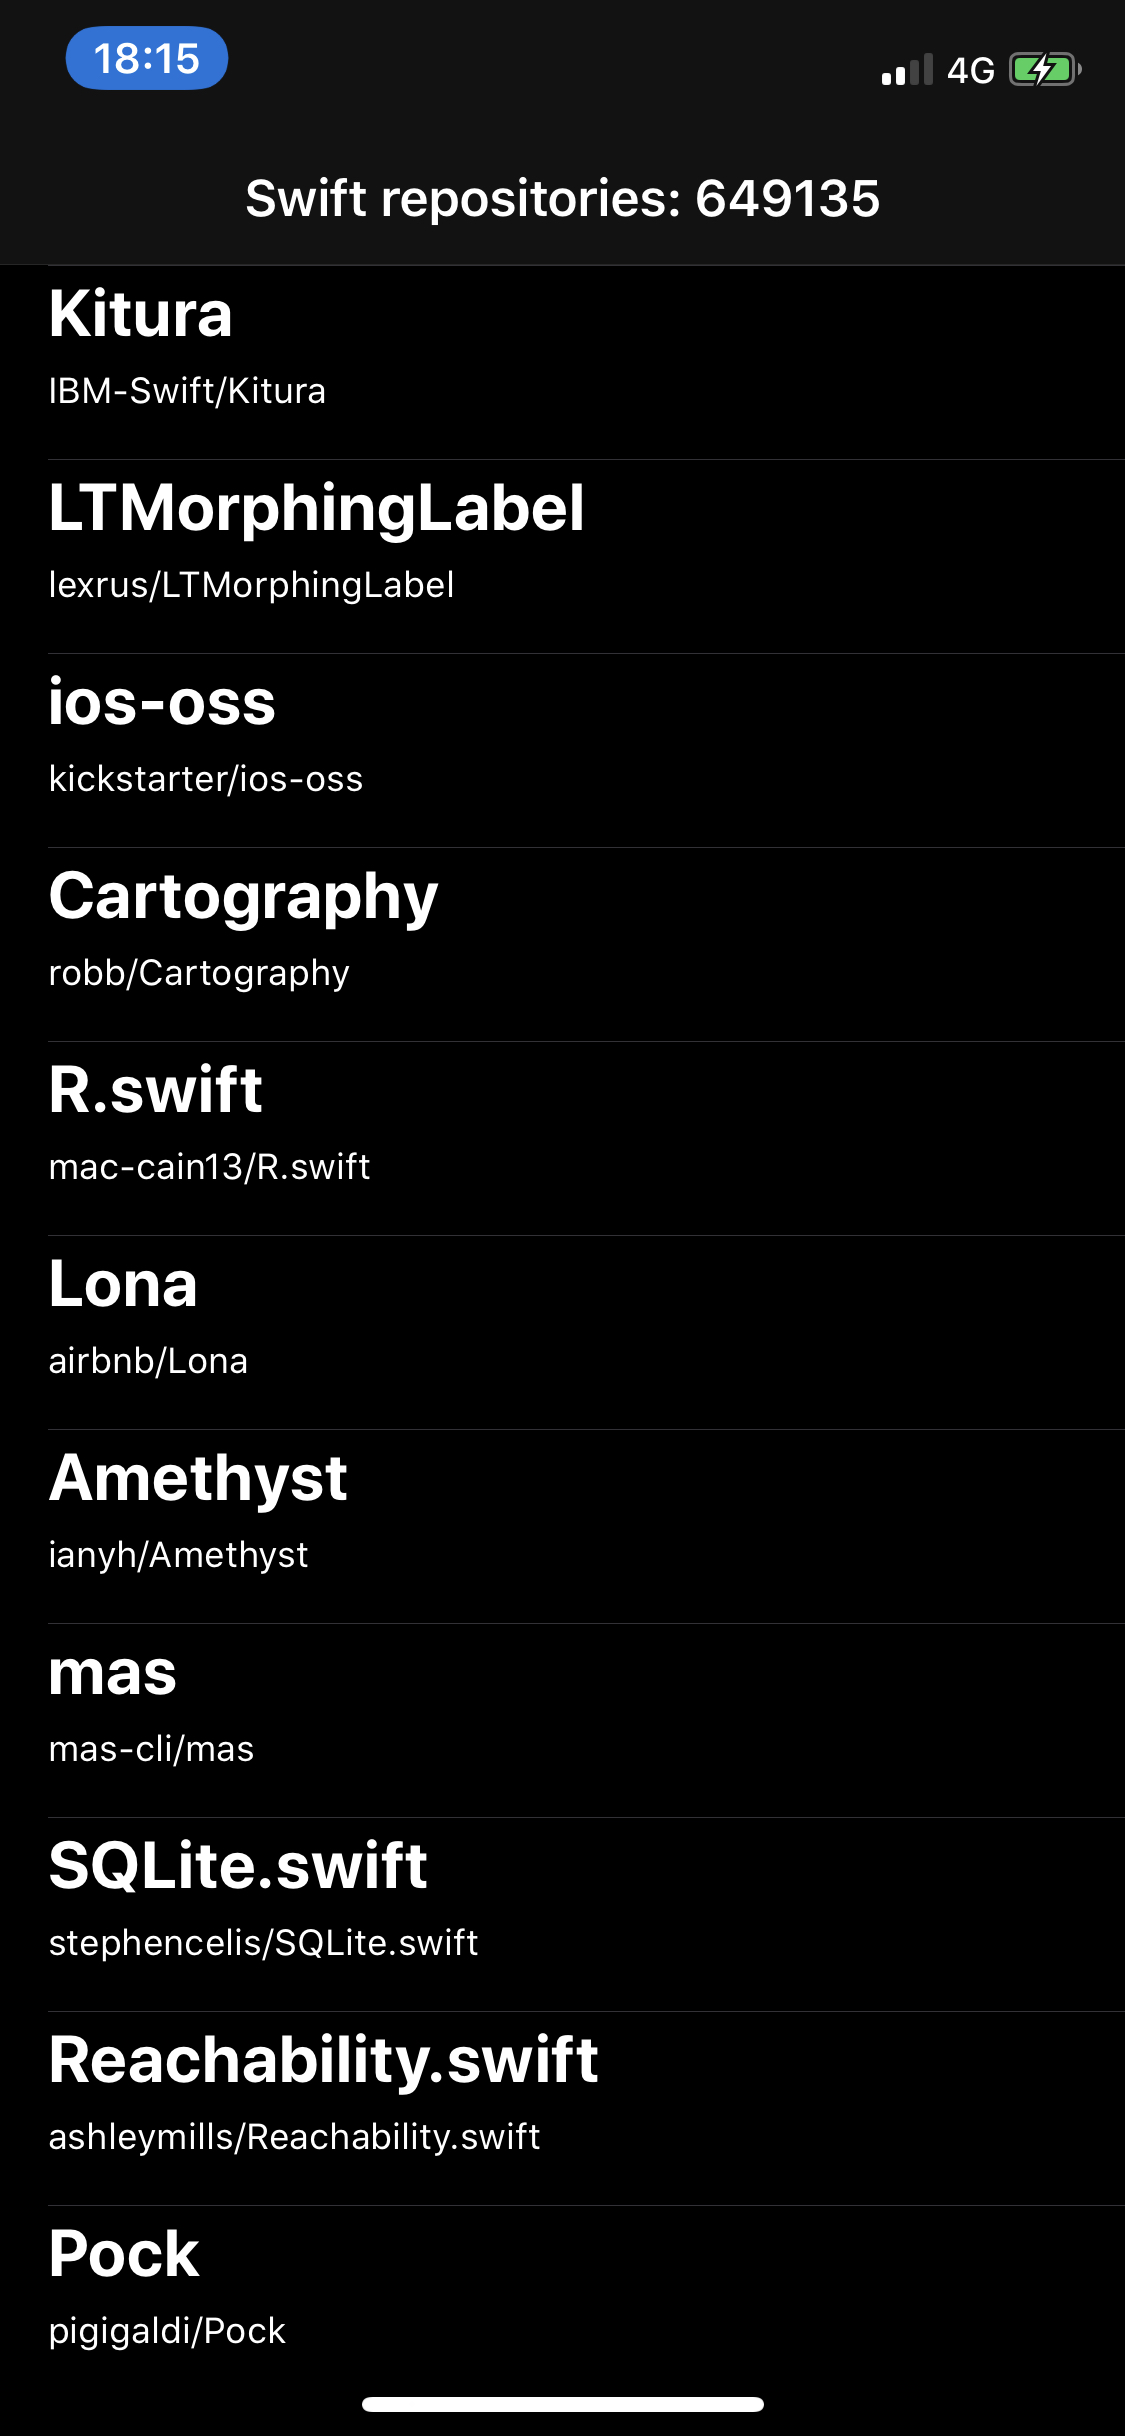 18:15
4G
Swift repositories: 649135
Kitura
IBM-Swift/Kitura
LTMorphingLabel
lexrus/LTMorphingLabel
ios-oss
kickstarter/ios-oss
Cartography
robb/Cartography
R.swift
mac-cain13/R.swift
Lona
airbnb/Lona
Amethyst
ianyh/Amethyst
mas
mas-cli/mas
SQLite.swift
stephencelis/SQLite.swift
Reachability.swift
ashleymills/Reachability.swift
Pock
pigigaldi/Pock